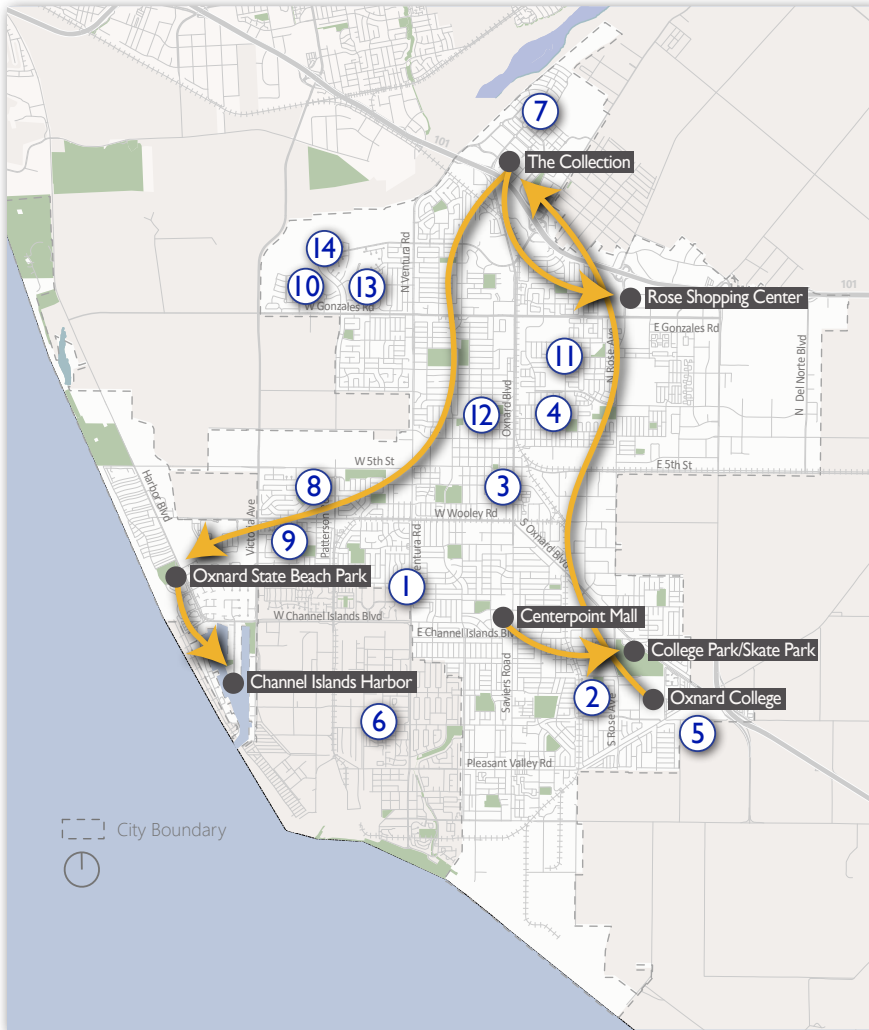 7
101
The Collection
14
N Ventura Rd
10
13
101
Rose Shopping Center
W Gonzales Rd
E Gonzales Rd
11
N Rose Ave
N Del Norte Blvd
12
Oxnard Blvd
4
W 5th St
E 5th St
Harbor Blvd
8
3
Victoria Ave
Patterson
W Wooley Rd
9
S Oxnard Blvd
Ventura Rd
Oxnard State Beach Park
1
W Channel Islands Blvd
Centerpoint Mall
E Channel Islands Blvd
College Park/Skate Park
Channel Islands Harbor
Saviers Road
2
S Rose Ave
Oxnard College
6
5
Pleasant Valley Rd
City Boundary